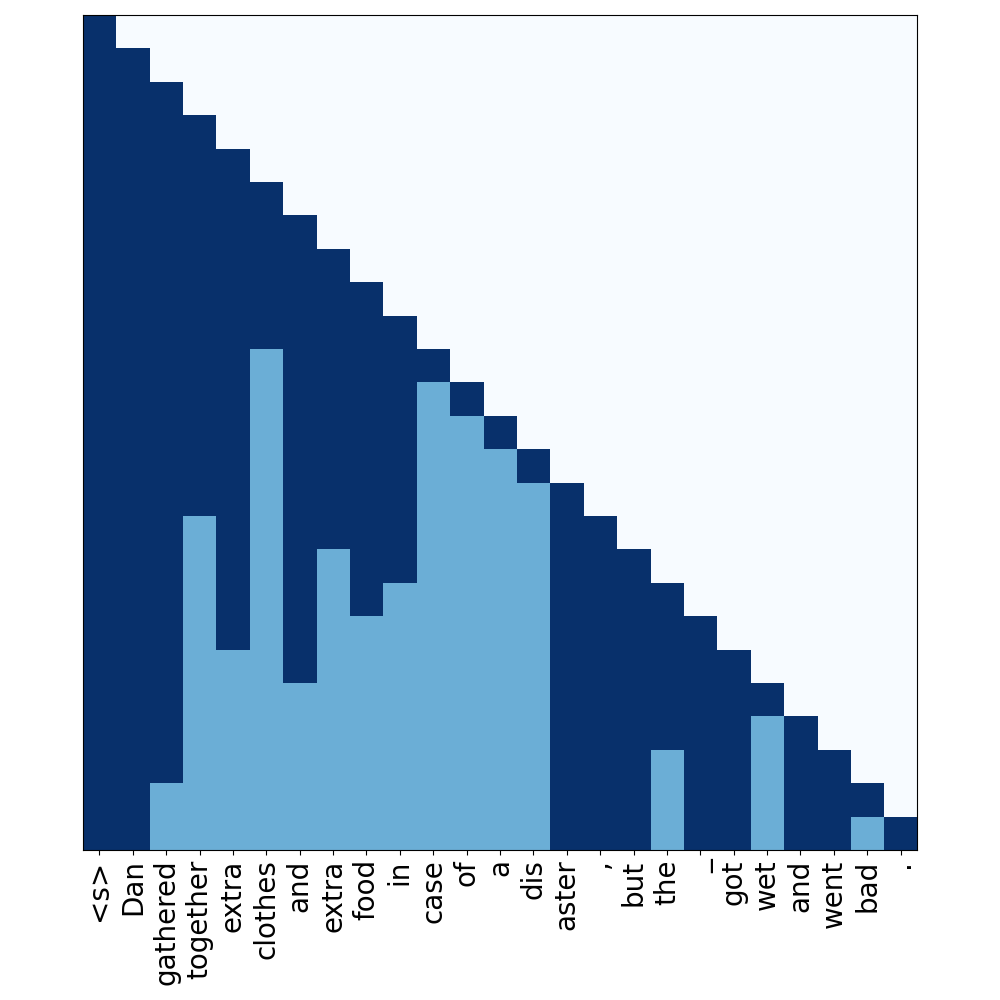 <s>
Dan
gathered
together
extra
clothes
and
extra
food
in
case
of
a
dis
aster
,
but
the
_
got
wet
and
went
bad
.